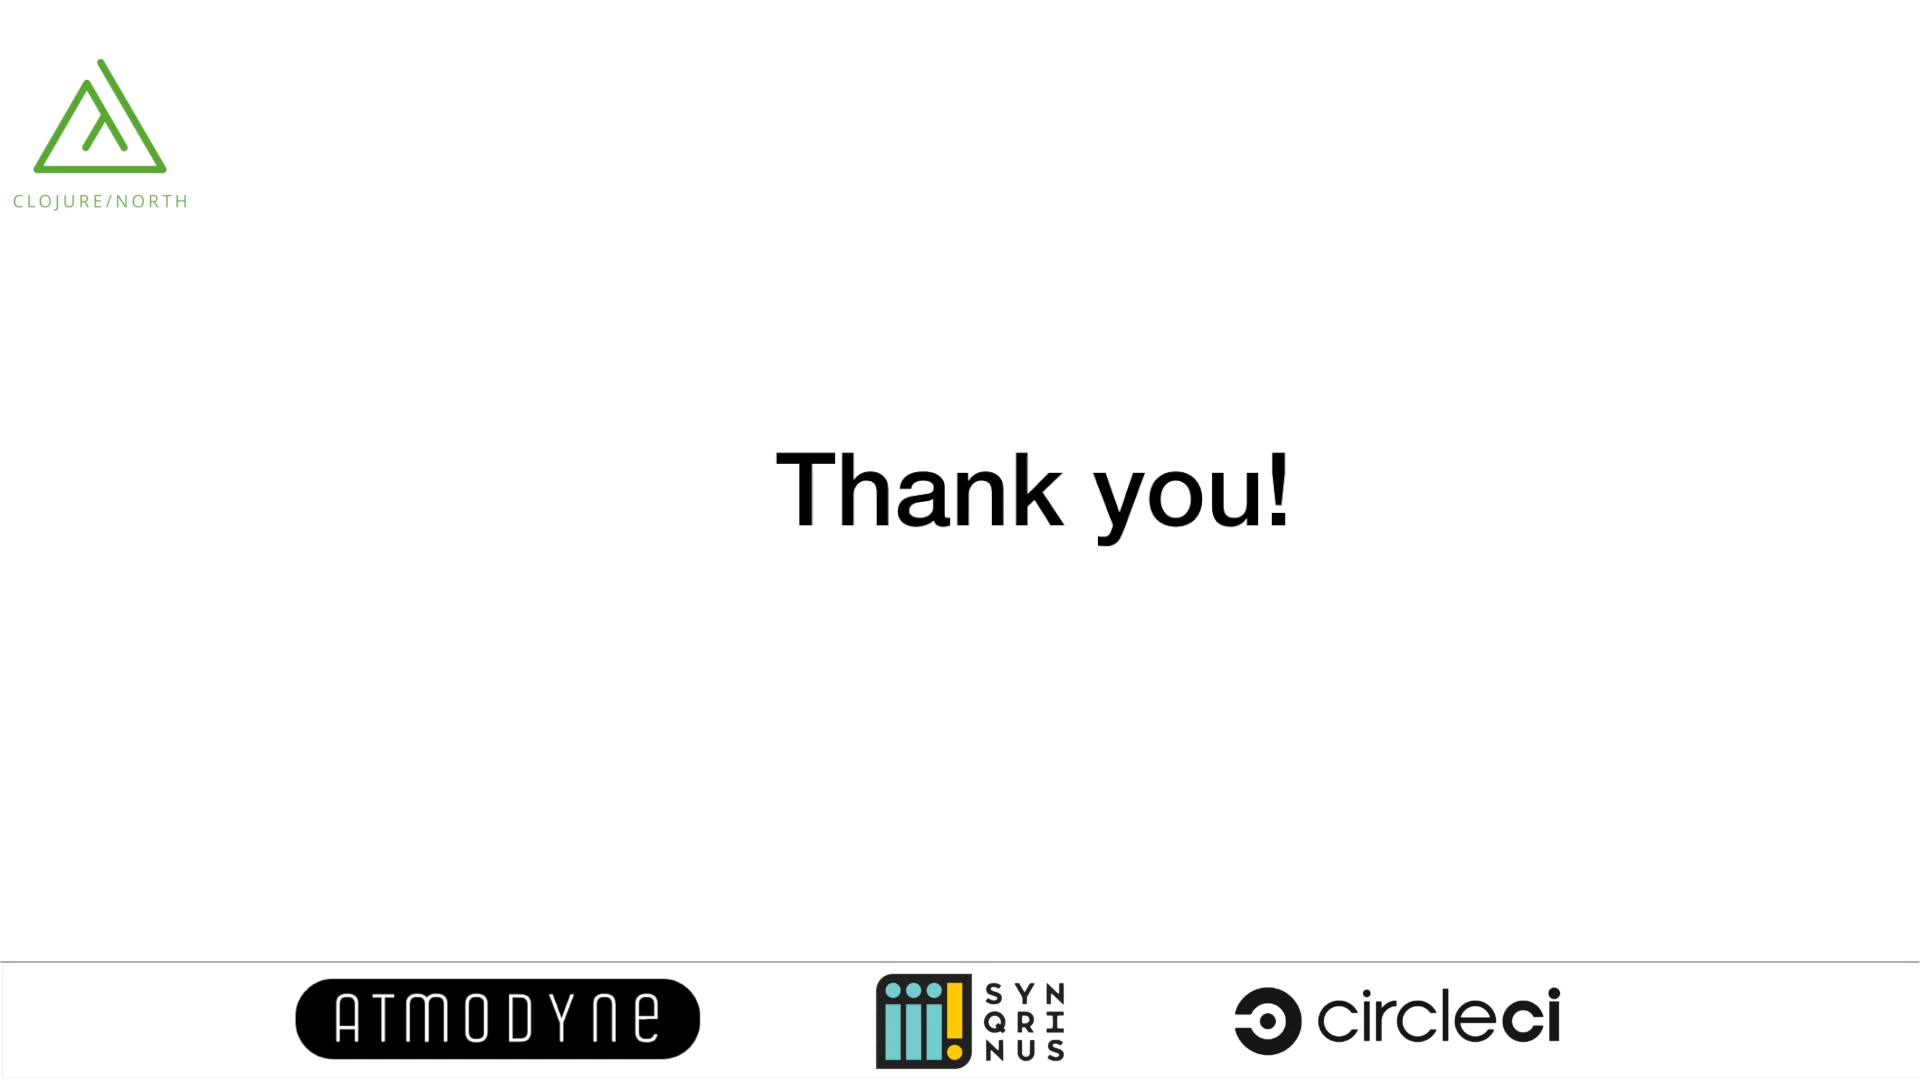 CLOJURE/NORTH
Thank you!
ATMODYNE
SYN
QRI
NUS
circleci